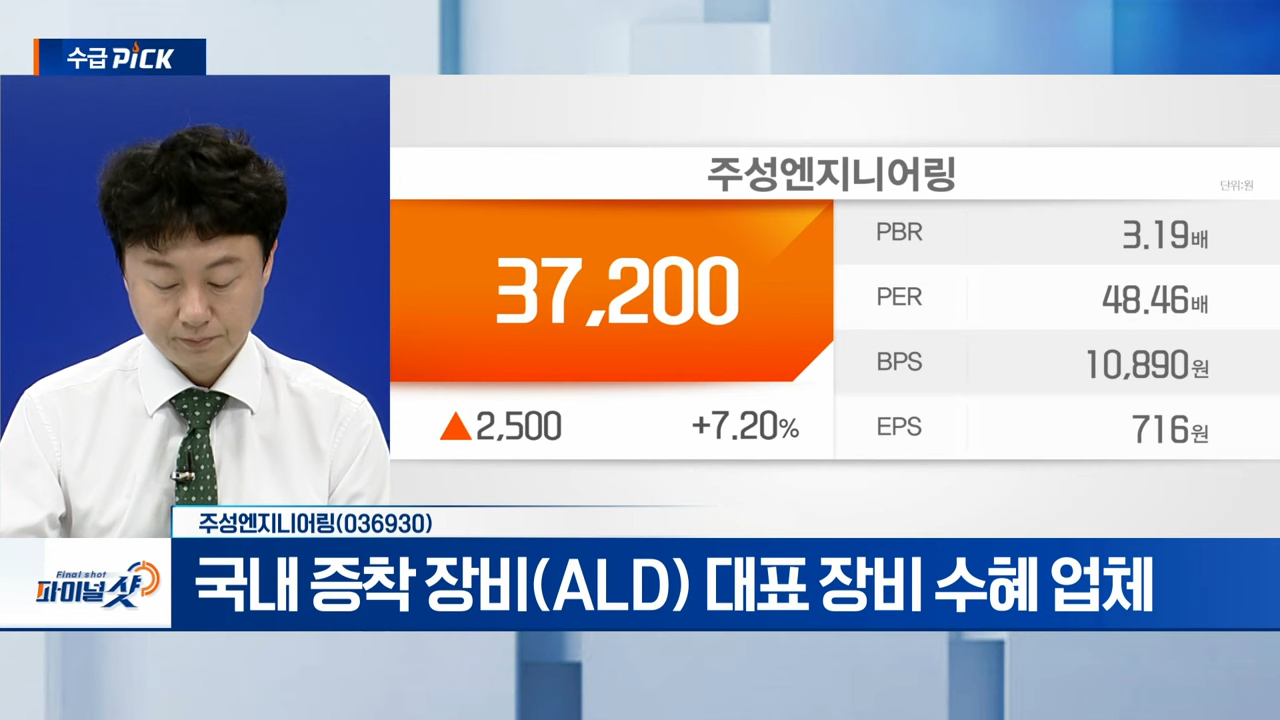 수급 PiCK
주성엔지니어링
단위:원
37,200
▲2,500 +7.20%
PBR 3.19배
PER 48.46배
BPS 10,890원
EPS 716원
주성엔지니어링(036930)
Final shot
파이널샷
국내 증착 장비(ALD) 대표 장비 수혜 업체